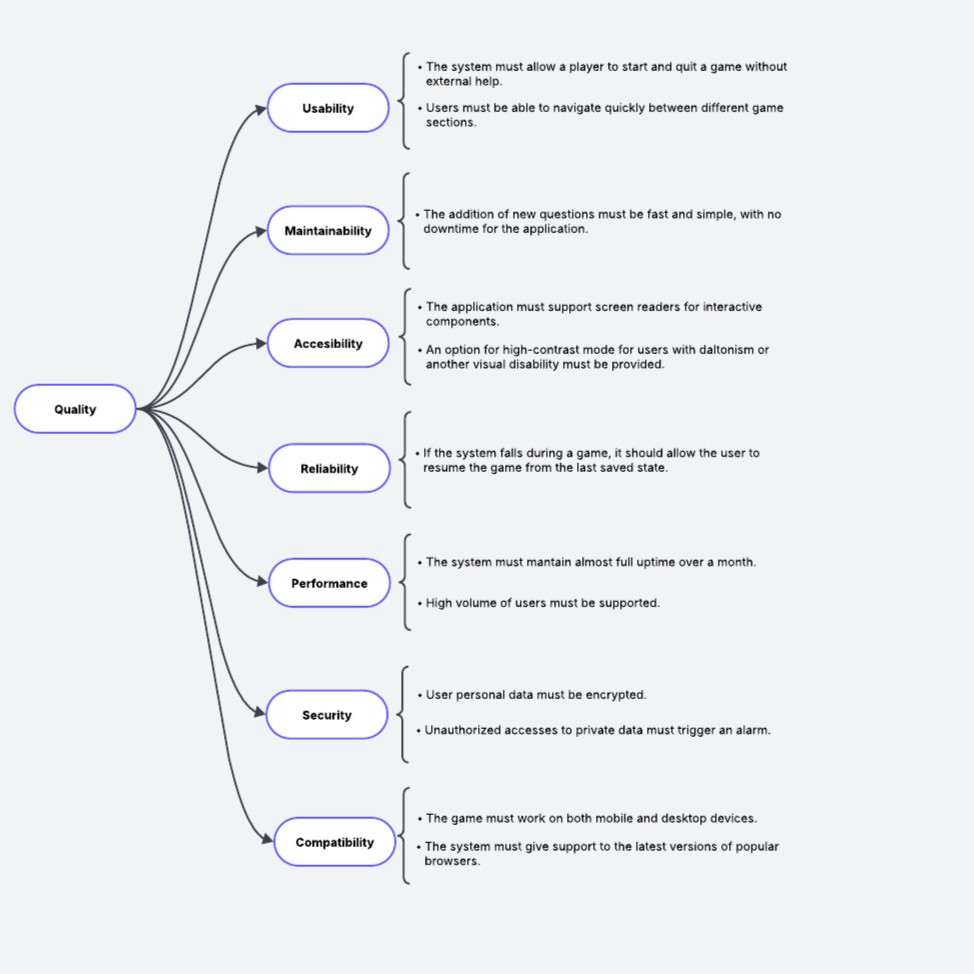 • The system must allow a player to start and quit a game without
external help.
Usability
• Users must be able to navigate quickly between different game
sections.
• The addition of new questions must be fast and simple, with no
Maintainability
downtime for the application.
• The application must support screen readers for interactive
components.
Accesibility
• An option for high-contrast mode for users with daltonism or
another visual disability must be provided.
Quality
• If the system falls during a game, it should allow the user to
Reliability
resume the game from the last saved state.
• The system must mantain almost full uptime over a month.
Performance
• High volume of users must be supported.
• User personal data must be encrypted.
Security
• Unauthorized accesses to private data must trigger an alarm.
• The game must work on both mobile and desktop devices.
Compatibility
• The system must give support to the latest versions of popular
browsers.